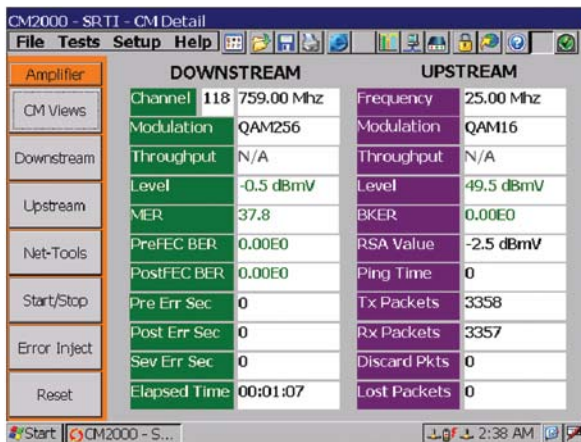 CM2000 - SRTI - CM Detail
File Tests Setup Help
Amplifier
CM Views
Downstream
Upstream
Net-Tools
Start/Stop
Error Inject
Reset
DOWNSTREAM
Channel 118 759.00 Mhz
Modulation QAM256
Throughput N/A
Level -0.5 dBmV
MER 37.8
PreFEC BER 0.00E0
PostFEC BER 0.00E0
Pre Err Sec 0
Post Err Sec 0
Sev Err Sec 0
Elapsed Time 00:01:07
UPSTREAM
Frequency 25.00 Mhz
Modulation QAM16
Throughput N/A
Level 49.5 dBmV
BKER 0.00E0
RSA Value -2.5 dBmV
Ping Time 0
Tx Packets 3358
Rx Packets 3357
Discard Pkts 0
Lost Packets 0
Start CM2000 - S... 2:38 AM